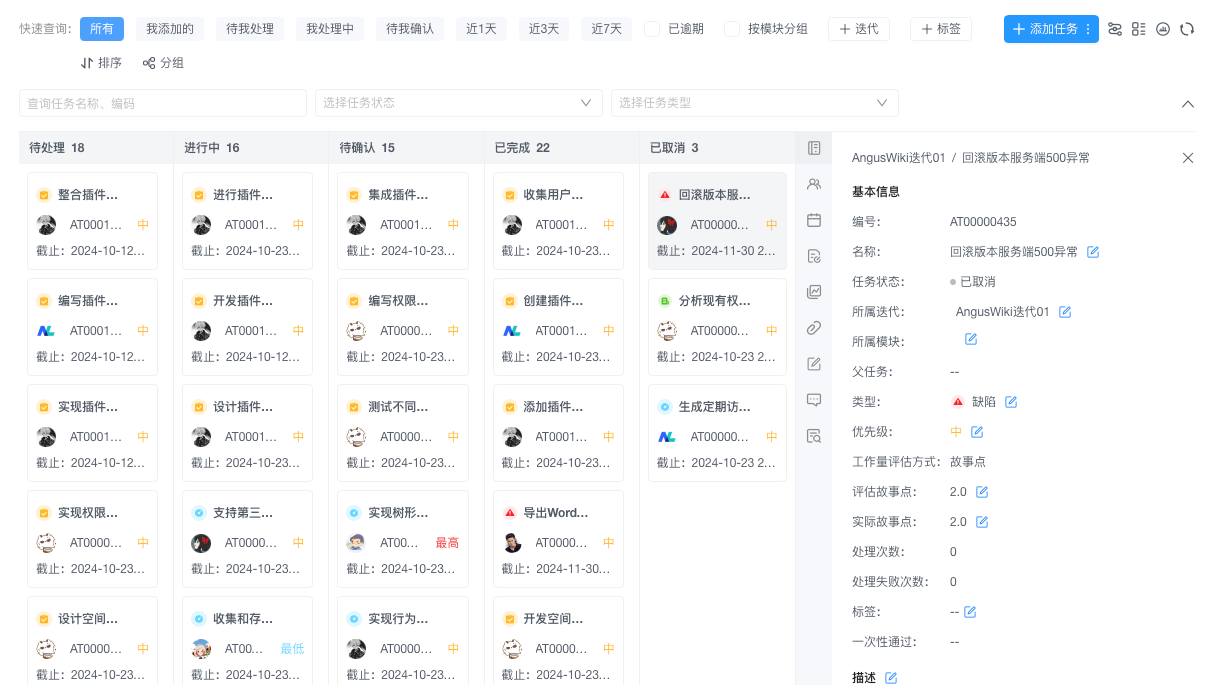 快速查询: 所有 我添加的 待我处理 我处理中 待我确认 近1天 近3天 近7天 已逾期 按模块分组 迭代 标签 添加任务
排序 分组
查询任务名称、编码 选择任务状态 选择任务类型
待处理 18
整合插件...
AT0001... 中
截止：2024-10-12...
编写插件...
AT0001... 中
截止：2024-10-12...
实现插件...
AT0001... 中
截止：2024-10-12...
实现权限...
AT0000... 中
截止：2024-10-23...
设计空间...
AT0000... 中
截止：2024-10-23...
进行中 16
进行插件...
AT0001... 中
截止：2024-10-23...
开发插件...
AT0001... 中
截止：2024-10-12...
设计插件...
AT0001... 中
截止：2024-10-23...
支持第三...
AT0000... 中
截止：2024-10-23...
收集和存...
AT00... 最低
截止：2024-10-23...
待确认 15
集成插件...
AT0001... 中
截止：2024-10-23...
编写权限...
AT0000... 中
截止：2024-10-23...
测试不同...
AT0000... 中
截止：2024-10-23...
实现树形...
AT00... 最高
截止：2024-10-23...
实现行为...
AT0000... 中
截止：2024-10-23...
已完成 22
收集用户...
AT0001... 中
截止：2024-10-23...
创建插件...
AT0001... 中
截止：2024-10-23...
添加插件...
AT0001... 中
截止：2024-10-23...
导出Word...
AT0000... 中
截止：2024-11-30...
开发空间...
AT0000... 中
截止：2024-10-23...
已取消 3
回滚版本服...
AT00000... 中
截止：2024-11-30 2...
分析现有权...
AT00000... 中
截止：2024-10-23 2...
生成定期访...
AT00000... 中
截止：2024-10-23 2...
AngusWiki迭代01 / 回滚版本服务端500异常
基本信息
编号： AT00000435
名称： 回滚版本服务端500异常
任务状态： 已取消
所属迭代： AngusWiki迭代01
所属模块：
父任务： --
类型： 缺陷
优先级： 中
工作量评估方式： 故事点
评估故事点： 2.0
实际故事点： 2.0
处理次数： 0
处理失败次数： 0
标签： --
一次性通过： --
描述